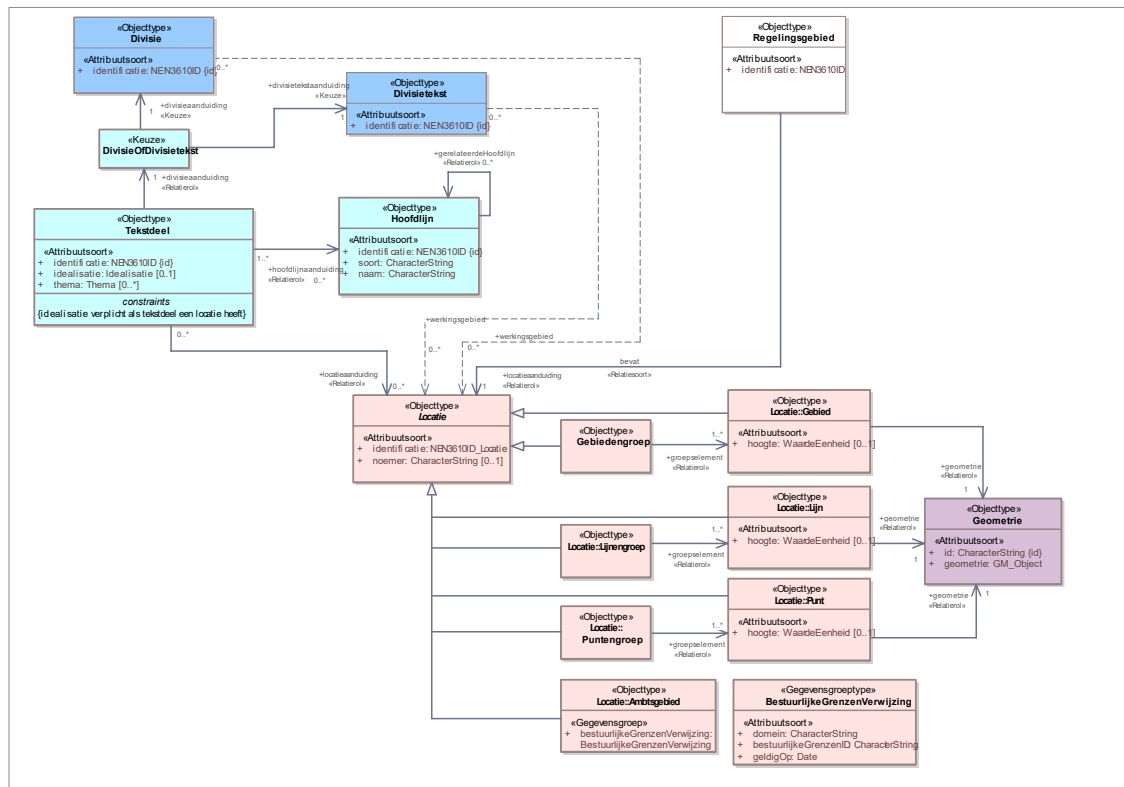 «Objecttype»
Divisie
«Attribuutsoort»
+ identificatie: NEN3610ID {id}
0..*
«Objecttype»
Regelingsgebied
«Attribuutsoort»
+ identificatie: NEN3610ID
+divisieaanduiding
«Keuze»
1
+divisietekstaanduiding
«Keuze»
1
«Objecttype»
Divisietekst
«Attribuutsoort»
+ identificatie: NEN3610ID {id}
0..*
«Keuze»
DivisieOfDivisietekst
+divisieaanduiding
«Relatierol»
1
+gerelateerdeHoofdlijn
«Relatierol» 0..*
«Objecttype»
Tekstdeel
«Attribuutsoort»
+ identificatie: NEN3610ID {id}
+ idealisatie: Idealisatie [0..1]
+ thema: Thema [0..*]
constraints
{idealisatie verplicht als tekstdeel een locatie heeft}
1..*
+hoofdlijnaanduiding
«Relatierol»
0..*
«Objecttype»
Hoofdlijn
«Attribuutsoort»
+ identificatie: NEN3610ID {id}
+ soort: CharacterString
+ naam: CharacterString
0..*
+locatieaanduiding
«Relatierol»
0..*
+werkingsgebied
0..*
+werkingsgebied
0..*
bevat
«Relatiesoort»
+locatieaanduiding
«Relatierol»
1
«Objecttype»
Locatie
«Attribuutsoort»
+ identificatie: NEN3610ID_Locatie
+ noemer: CharacterString [0..1]
«Objecttype»
Gebiedengroep
1..*
+groepselement
«Relatierol»
«Objecttype»
Locatie::Gebied
«Attribuutsoort»
+ hoogte: WaardeEenheid [0..1]
+geometrie
«Relatierol»
1
«Objecttype»
Locatie::Lijnengroep
1..*
+groepselement
«Relatierol»
«Objecttype»
Locatie::Lijn
«Attribuutsoort»
+ hoogte: WaardeEenheid [0..1]
+geometrie
«Relatierol»
1
«Objecttype»
Geometrie
«Attribuutsoort»
+ id: CharacterString {id}
+ geometrie: GM_Object
«Objecttype»
Locatie::
Puntengroep
1..*
+groepselement
«Relatierol»
«Objecttype»
Locatie::Punt
«Attribuutsoort»
+ hoogte: WaardeEenheid [0..1]
+geometrie
«Relatierol»
1
«Objecttype»
Locatie::Ambtsgebied
«Gegevensgroep»
+ bestuurlijkeGrenzenVerwijzing:
BestuurlijkeGrenzenVerwijzing
«Gegevensgroeptype»
BestuurlijkeGrenzenVerwijzing
«Attribuutsoort»
+ domein: CharacterString
+ bestuurlijkeGrenzenID: CharacterString
+ geldigOp: Date